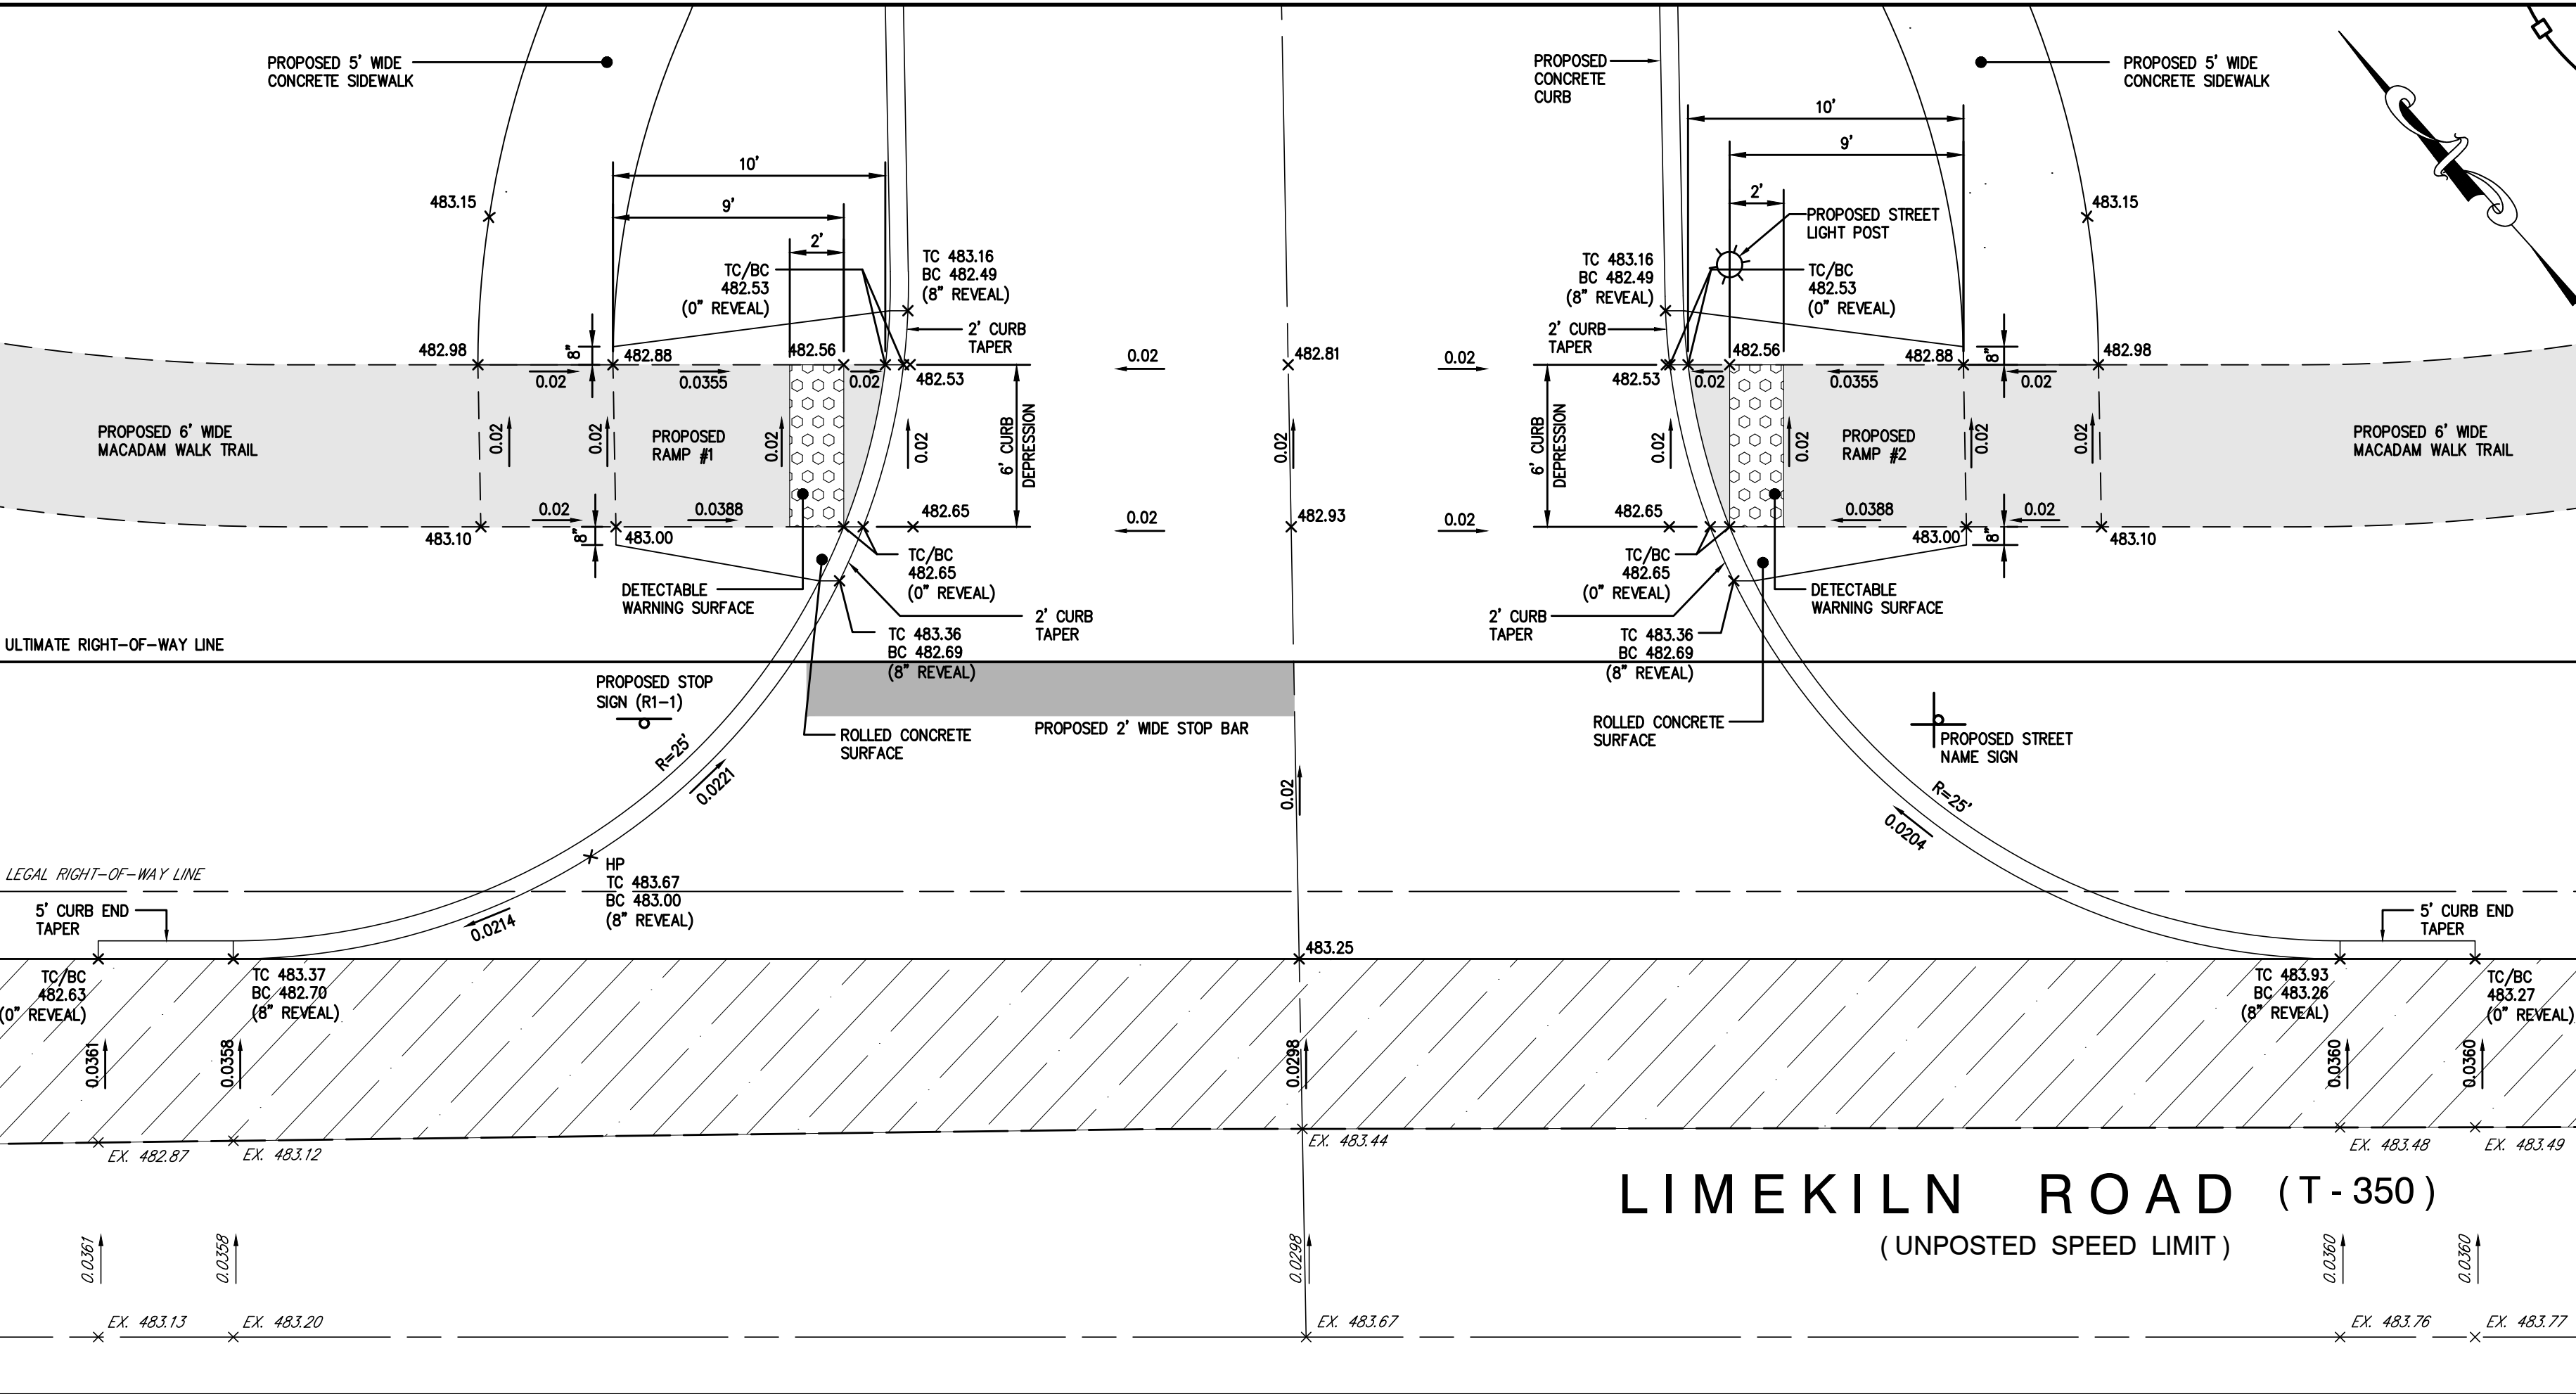 PROPOSED 5' WIDE
CONCRETE SIDEWALK
PROPOSED
CONCRETE
CURB
PROPOSED 5' WIDE
CONCRETE SIDEWALK
10'
9'
2'
10'
9'
2'
483.15
TC/BC
482.53
(0" REVEAL)
TC 483.16
BC 482.49
(8" REVEAL)
2' CURB
TAPER
TC 483.16
BC 482.49
(8" REVEAL)
2' CURB
TAPER
PROPOSED STREET
LIGHT POST
TC/BC
482.53
(0" REVEAL)
483.15
482.98
8"
482.88
482.56
482.53
0.02
482.81
0.02
482.53
482.56
482.88
8"
482.98
0.02
0.0355
0.02
0.02
0.0355
0.02
PROPOSED 6' WIDE
MACADAM WALK TRAIL
0.02
0.02
PROPOSED
RAMP #1
0.02
0.02
6' CURB
DEPRESSION
0.02
6' CURB
DEPRESSION
0.02
0.02
PROPOSED
RAMP #2
0.02
0.02
PROPOSED 6' WIDE
MACADAM WALK TRAIL
483.10
0.02
8"
483.00
0.0388
482.65
0.02
482.93
0.02
482.65
0.0388
483.00
0.02
8"
483.10
DETECTABLE
WARNING SURFACE
TC/BC
482.65
(0" REVEAL)
2' CURB
TAPER
TC 483.36
BC 482.69
(8" REVEAL)
TC/BC
482.65
(0" REVEAL)
2' CURB
TAPER
TC 483.36
BC 482.69
(8" REVEAL)
DETECTABLE
WARNING SURFACE
ULTIMATE RIGHT-OF-WAY LINE
PROPOSED STOP
SIGN (R1-1)
ROLLED CONCRETE
SURFACE
PROPOSED 2' WIDE STOP BAR
ROLLED CONCRETE
SURFACE
PROPOSED STREET
NAME SIGN
R=25'
0.0221
0.02
R=25'
0.0204
LEGAL RIGHT-OF-WAY LINE
HP
TC 483.67
BC 483.00
(8" REVEAL)
0.0214
5' CURB END
TAPER
5' CURB END
TAPER
483.25
TC/BC
482.63
(0" REVEAL)
TC 483.37
BC 482.70
(8" REVEAL)
TC 483.93
BC 483.26
(8" REVEAL)
TC/BC
483.27
(0" REVEAL)
0.0361
0.0358
0.0298
0.0360
0.0360
EX. 482.87
EX. 483.12
EX. 483.44
EX. 483.48
EX. 483.49
LIMEKILN ROAD (T-350)
(UNPOSTED SPEED LIMIT)
0.0361
0.0358
0.0298
0.0360
0.0360
EX. 483.13
EX. 483.20
EX. 483.67
EX. 483.76
EX. 483.77